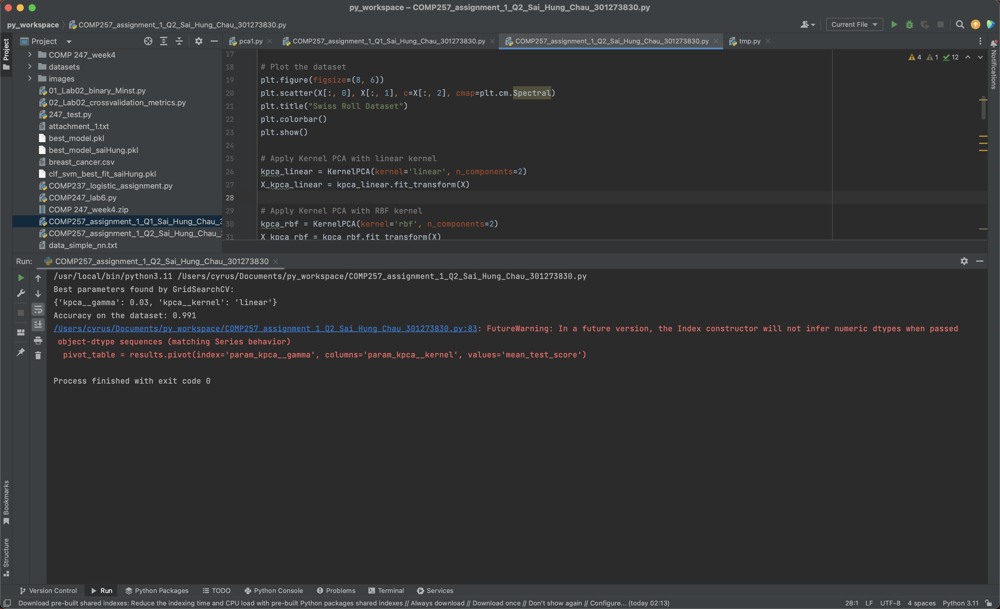 py_workspace – COMP257_assignment_1_Q2_Sai_Hung_Chau_301273830.py
py_workspace
COMP257_assignment_1_Q2_Sai_Hung_Chau_301273830.py
Current File
Project
Project
pca1.py
COMP257_assignment_1_Q1_Sai_Hung_Chau_301273830.py
COMP257_assignment_1_Q2_Sai_Hung_Chau_301273830.py
tmp.py
Notifications
COMP 247_week4
datasets
images
01_Lab02_binary_Minst.py
02_Lab02_crossvalidation_metrics.py
247_test.py
attachment_1.txt
best_model.pkl
best_model_saiHung.pkl
breast_cancer.csv
clf_svm_best_fit_saiHung.pkl
COMP237_logistic_assignment.py
COMP247_lab6.py
COMP 247_week4.zip
COMP257_assignment_1_Q1_Sai_Hung_Chau_3
COMP257_assignment_1_Q2_Sai_Hung_Chau_3
data_simple_nn.txt
4 1 12
17
18 # Plot the dataset
19 plt.figure(figsize=(8, 6))
20 plt.scatter(X[:, 0], X[:, 1], c=X[:, 2], cmap=plt.cm.Spectral)
21 plt.title("Swiss Roll Dataset")
22 plt.colorbar()
23 plt.show()
24
25 # Apply Kernel PCA with linear kernel
26 kpca_linear = KernelPCA(kernel='linear', n_components=2)
27 X_kpca_linear = kpca_linear.fit_transform(X)
28
29 # Apply Kernel PCA with RBF kernel
30 kpca_rbf = KernelPCA(kernel='rbf', n_components=2)
31 X_kpca_rbf = kpca_rbf.fit_transform(X)
Run:
COMP257_assignment_1_Q2_Sai_Hung_Chau_301273830
/usr/local/bin/python3.11 /Users/cyrus/Documents/py_workspace/COMP257_assignment_1_Q2_Sai_Hung_Chau_301273830.py
Best parameters found by GridSearchCV:
{'kpca__gamma': 0.03, 'kpca__kernel': 'linear'}
Accuracy on the dataset: 0.991
/Users/cyrus/Documents/py_workspace/COMP257_assignment_1_Q2_Sai_Hung_Chau_301273830.py:83: FutureWarning: In a future version, the Index constructor will not infer numeric dtypes when passed
object-dtype sequences (matching Series behavior)
pivot_table = results.pivot(index='param_kpca__gamma', columns='param_kpca__kernel', values='mean_test_score')
Process finished with exit code 0
Bookmarks
Structure
Version Control
Run
Python Packages
TODO
Python Console
Problems
Terminal
Services
Download pre-built shared indexes: Reduce the indexing time and CPU load with pre-built Python packages shared indexes // Always download // Download once // Don't show again // Configure... (today 02:13)
28:1 LF UTF-8 4 spaces Python 3.11